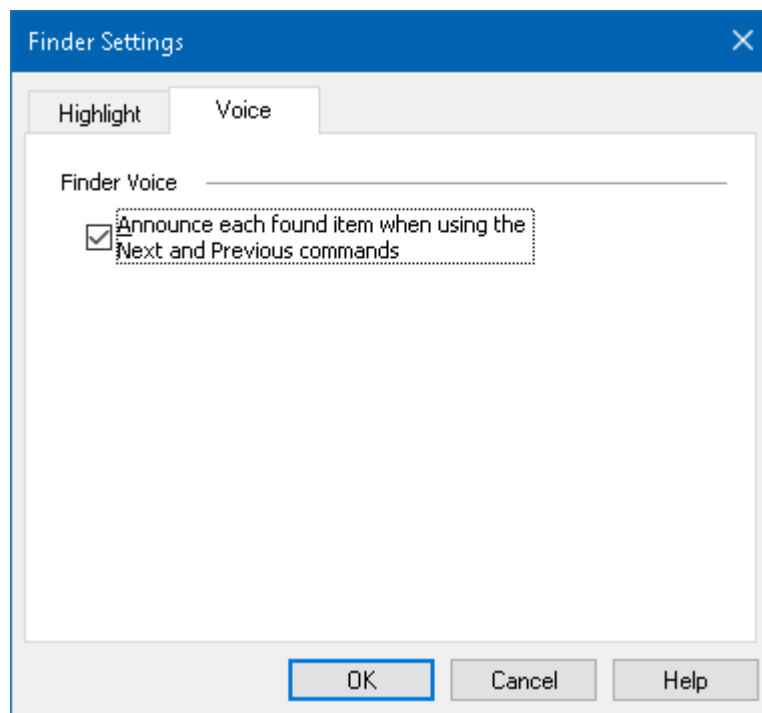 Finder Settings
Highlight
Voice
Finder Voice
Announce each found item when using the
Next and Previous commands
OK
Cancel
Help